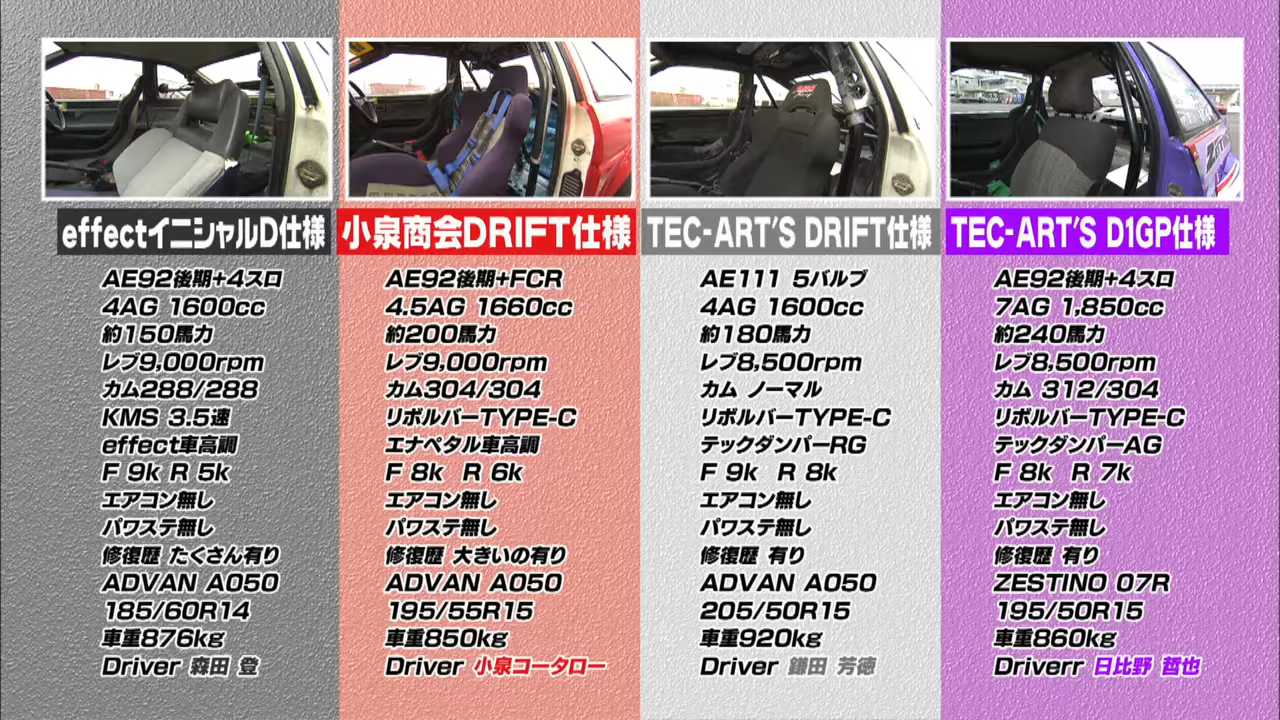 effectイニシャルD仕様
AE92後期+4スロ
4AG 1600cc
約150馬力
レブ9,000rpm
カム288/288
KMS 3.5速
effect車高調
F 9k R 5k
エアコン無し
パワステ無し
修復歴 たくさん有り
ADVAN A050
185/60R14
車重876kg
Driver 森田 登
小泉商会DRIFT仕様
AE92後期+FCR
4.5AG 1660cc
約200馬力
レブ9,000rpm
カム304/304
リボルバーTYPE-C
エナペタル車高調
F 8k R 6k
エアコン無し
パワステ無し
修復歴 大きいの有り
ADVAN A050
195/55R15
車重850kg
Driver 小泉コータロー
TEC-ART'S DRIFT仕様
AE111 5バルブ
4AG 1600cc
約180馬力
レブ8,500rpm
カム ノーマル
リボルバーTYPE-C
テックダンパーRG
F 9k R 8k
エアコン無し
パワステ無し
修復歴 有り
ADVAN A050
205/50R15
車重920kg
Driver 鎌田 芳徳
TEC-ART'S D1GP仕様
AE92後期+4スロ
7AG 1,850cc
約240馬力
レブ8,500rpm
カム 312/304
リボルバーTYPE-C
テックダンパーAG
F 8k R 7k
エアコン無し
パワステ無し
修復歴 有り
ZESTINO 07R
195/50R15
車重860kg
Driverr 日比野 哲也